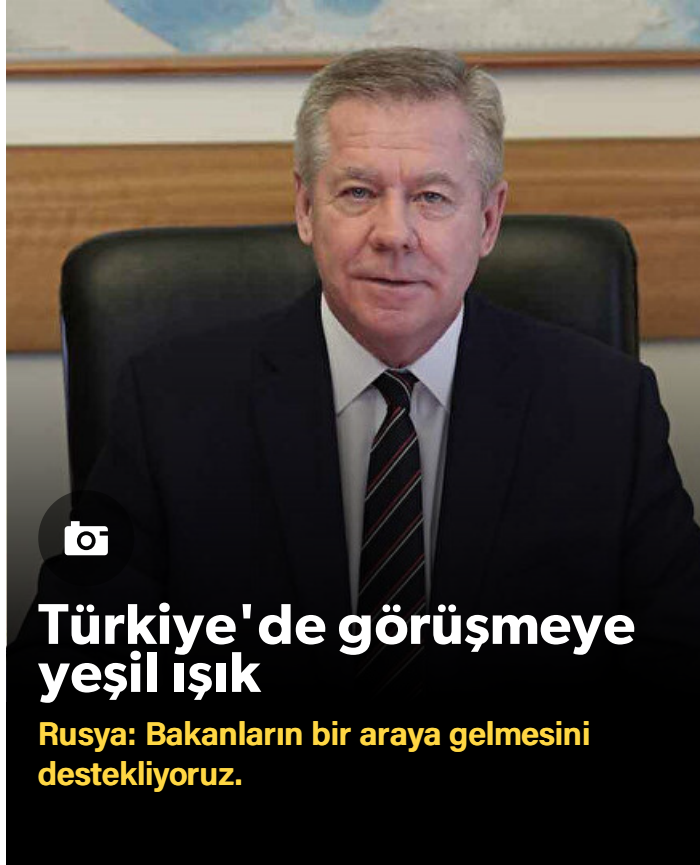 Türkiye'de görüşmeye
yeşil ışık
Rusya: Bakanların bir araya gelmesini
destekliyoruz.